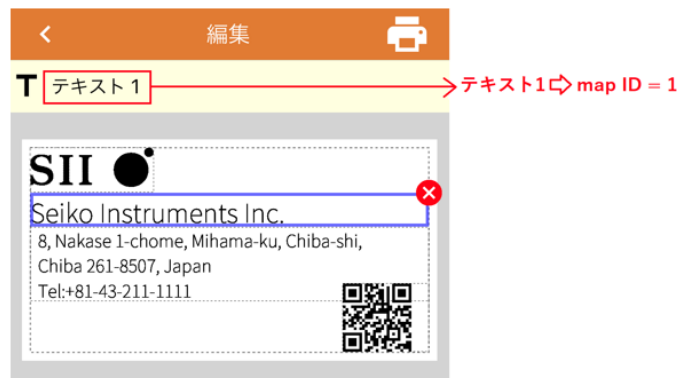 編集
T テキスト 1
テキスト1 ⇨ map ID = 1
SII
Seiko Instruments Inc.
8, Nakase 1-chome, Mihama-ku, Chiba-shi,
Chiba 261-8507, Japan
Tel:+81-43-211-1111